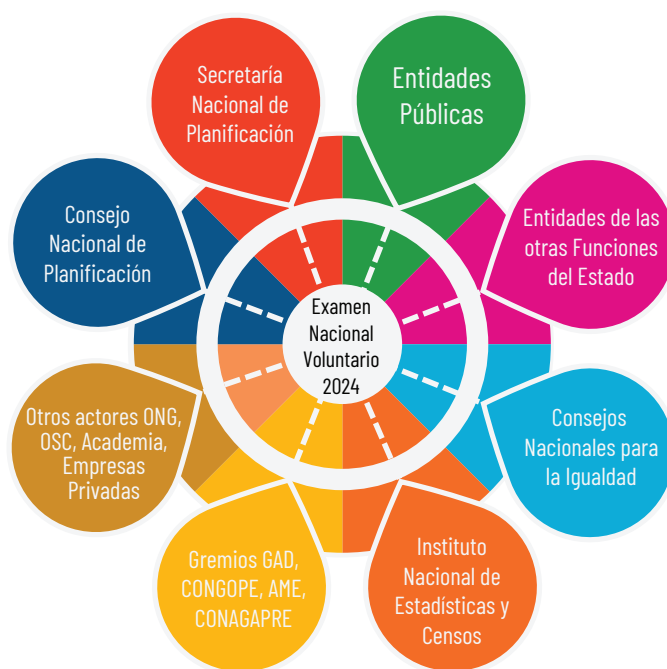 Secretaría
Nacional de
Planificación
Entidades
Públicas
Consejo
Nacional de
Planificación
Entidades de las
otras Funciones
del Estado
Examen
Nacional
Voluntario
2024
Otros actores ONG,
OSC, Academia,
Empresas
Privadas
Consejos
Nacionales para
la Igualdad
Gremios GAD,
CONGOPE, AME,
CONAGAPRE
Instituto
Nacional de
Estadísticas y
Censos